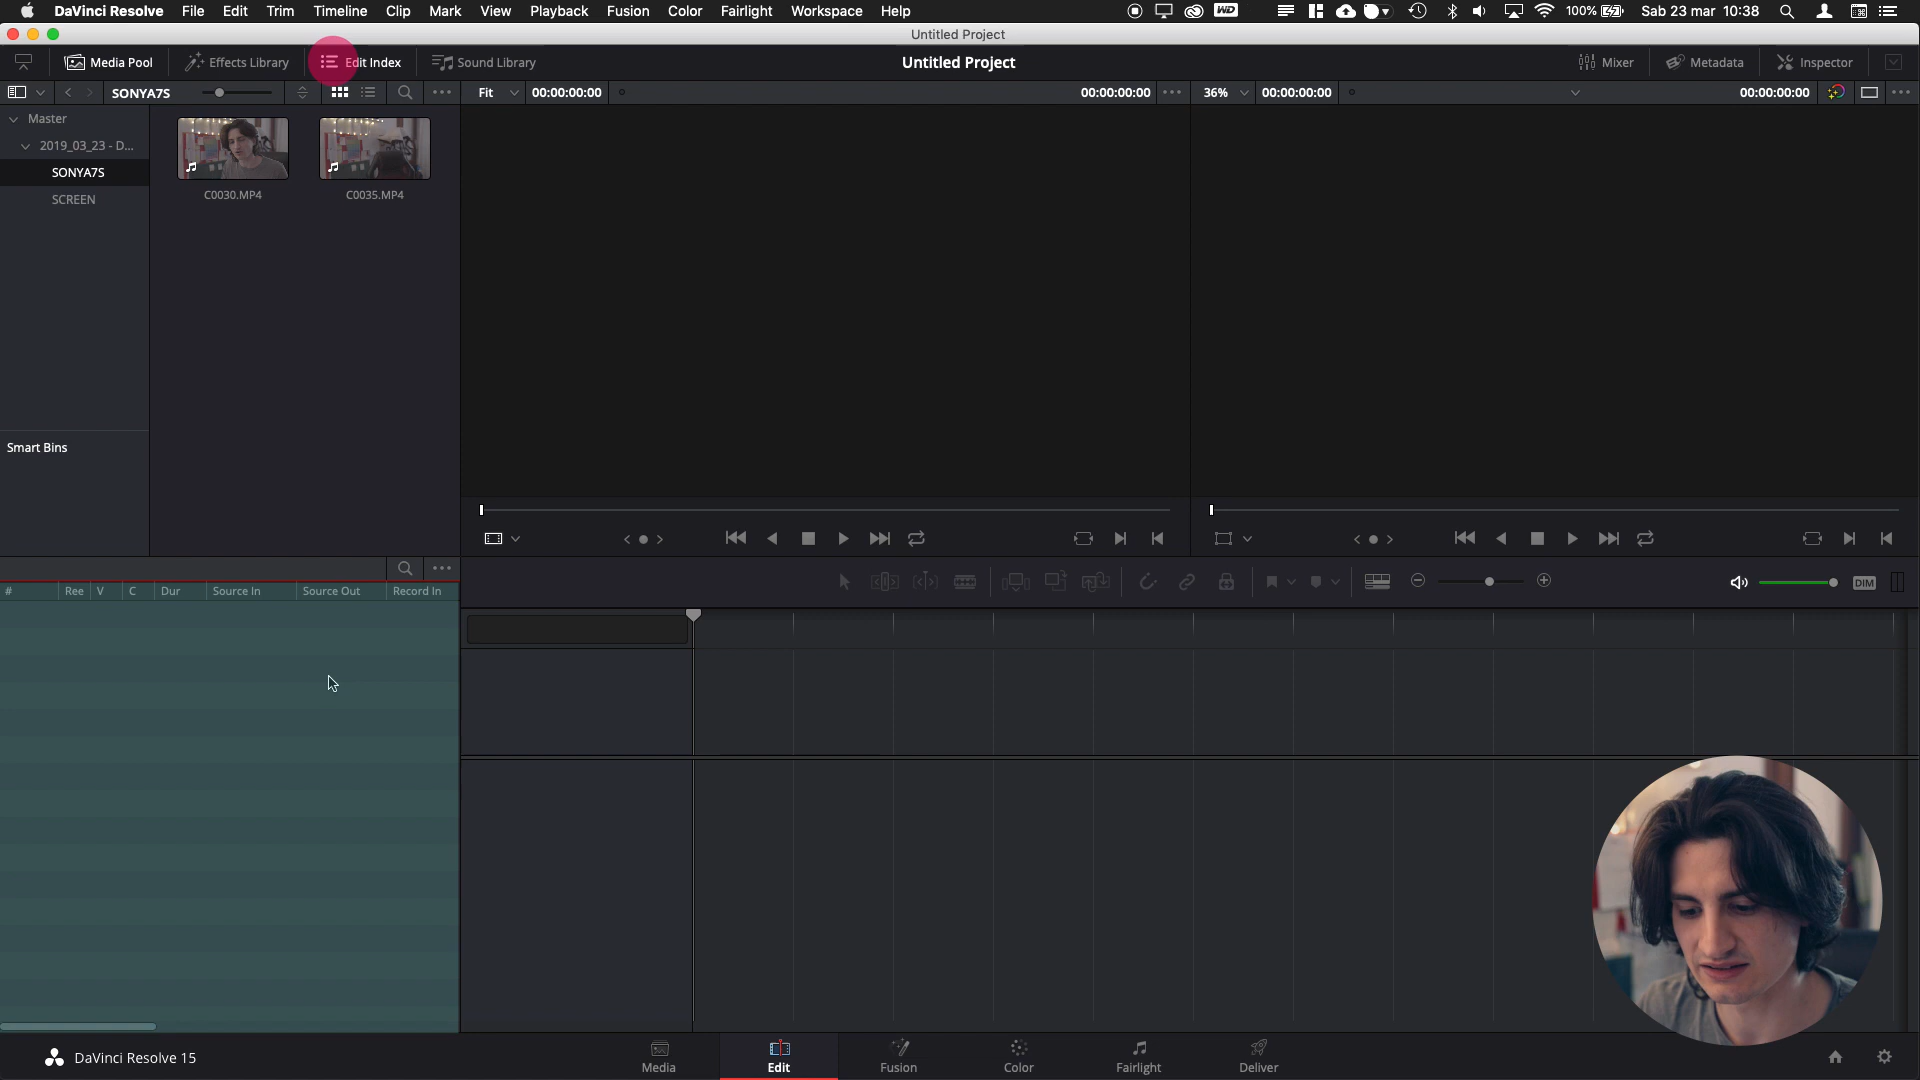 DaVinci Resolve File Edit Trim Timeline Clip Mark View Playback Fusion Color Fairlight Workspace Help WD 100% Sab 23 mar 10:38
Untitled Project
Media Pool Effects Library Edit Index Sound Library Untitled Project Mixer Metadata Inspector
SONYA7S Fit 00:00:00:00 00:00:00:00 36% 00:00:00:00 00:00:00:00
Master
2019_03_23 - D...
SONYA7S
SCREEN
C0030.MP4 C0035.MP4
Smart Bins
# Ree V C Dur Source In Source Out Record In
DIM
DaVinci Resolve 15 Media Edit Fusion Color Fairlight Deliver